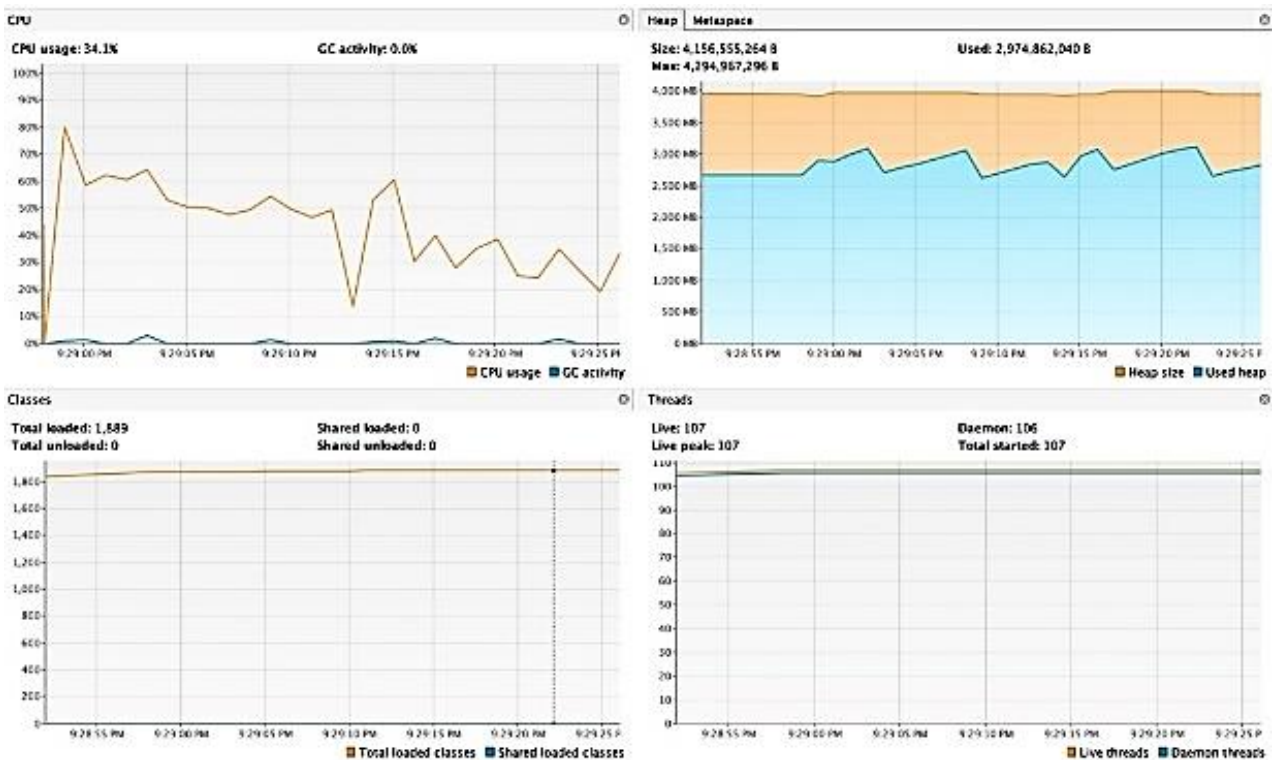 CPU
CPU usage: 34.1% GC activity: 0.0%
100%
90%
80%
70%
60%
50%
40%
30%
20%
10%
0%
9:29:00 PM 9:29:05 PM 9:29:10 PM 9:29:15 PM 9:29:20 PM 9:29:25 P
CPU usage GC activity
Heap Metaspace
Size: 4,156,555,264 B Used: 2,974,862,040 B
Max: 4,294,967,296 B
4,000 MB
3,500 MB
3,000 MB
2,500 MB
2,000 MB
1,500 MB
1,000 MB
500 MB
0 MB
9:28:55 PM 9:29:00 PM 9:29:05 PM 9:29:10 PM 9:29:15 PM 9:29:20 PM 9:29:25 P
Heap size Used heap
Classes
Total loaded: 1,889 Shared loaded: 0
Total unloaded: 0 Shared unloaded: 0
1,800
1,600
1,400
1,200
1,000
800
600
400
200
0
9:28:55 PM 9:29:00 PM 9:29:05 PM 9:29:10 PM 9:29:15 PM 9:29:20 PM 9:29:25 P
Total loaded classes Shared loaded classes
Threads
Live: 107 Daemon: 106
Live peak: 107 Total started: 107
110
100
90
80
70
60
50
40
30
20
10
0
9:28:55 PM 9:29:00 PM 9:29:05 PM 9:29:10 PM 9:29:15 PM 9:29:20 PM 9:29:25 P
Live threads Daemon threads